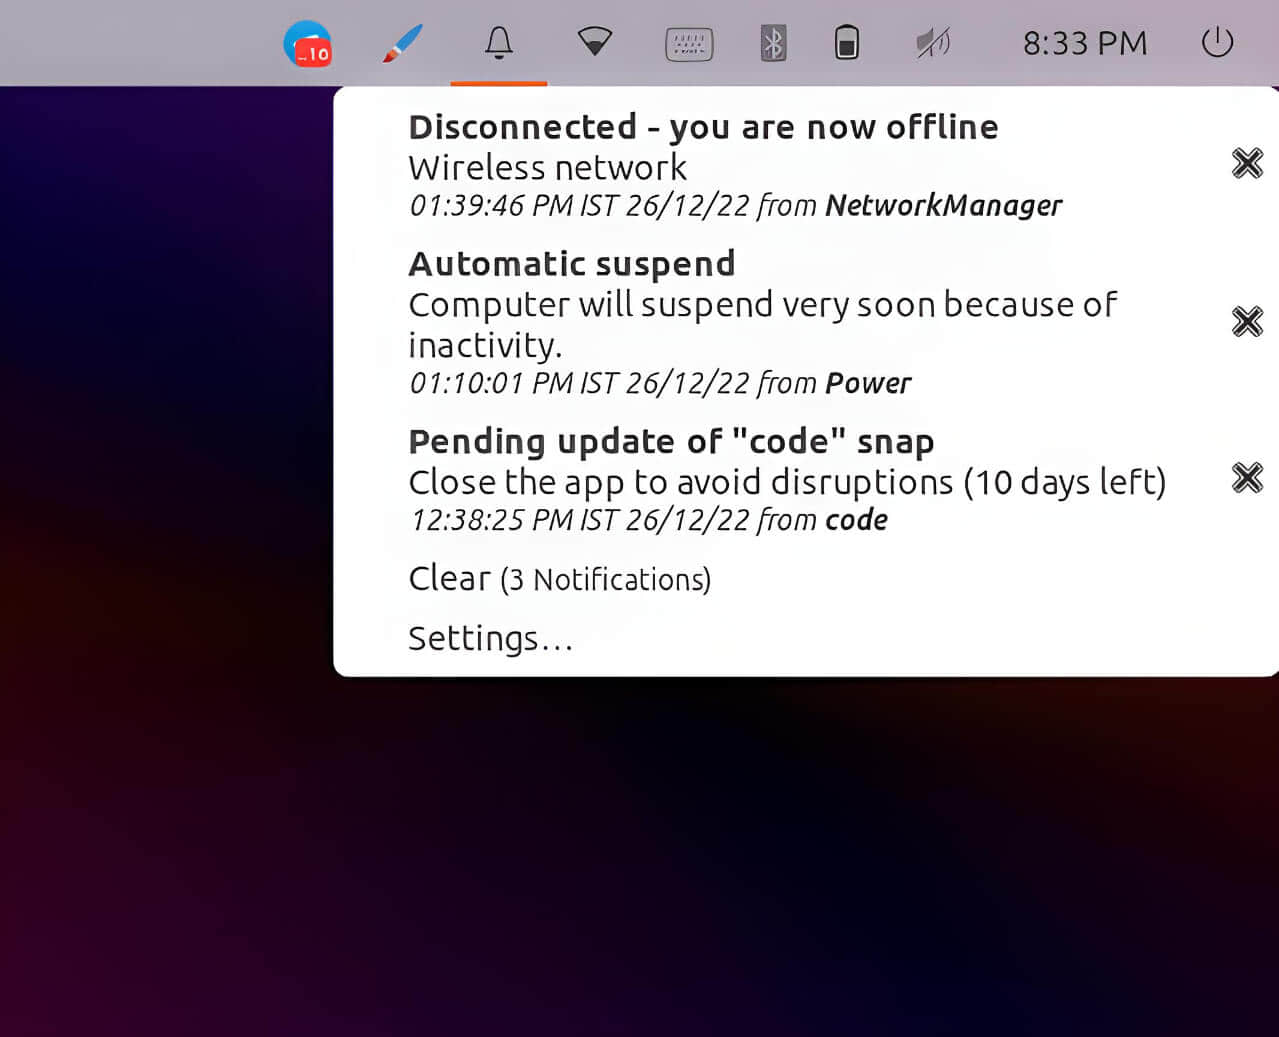 ...10
8:33 PM
Disconnected - you are now offline
Wireless network
01:39:46 PM IST 26/12/22 from NetworkManager
Automatic suspend
Computer will suspend very soon because of
inactivity.
01:10:01 PM IST 26/12/22 from Power
Pending update of "code" snap
Close the app to avoid disruptions (10 days left)
12:38:25 PM IST 26/12/22 from code
Clear (3 Notifications)
Settings...